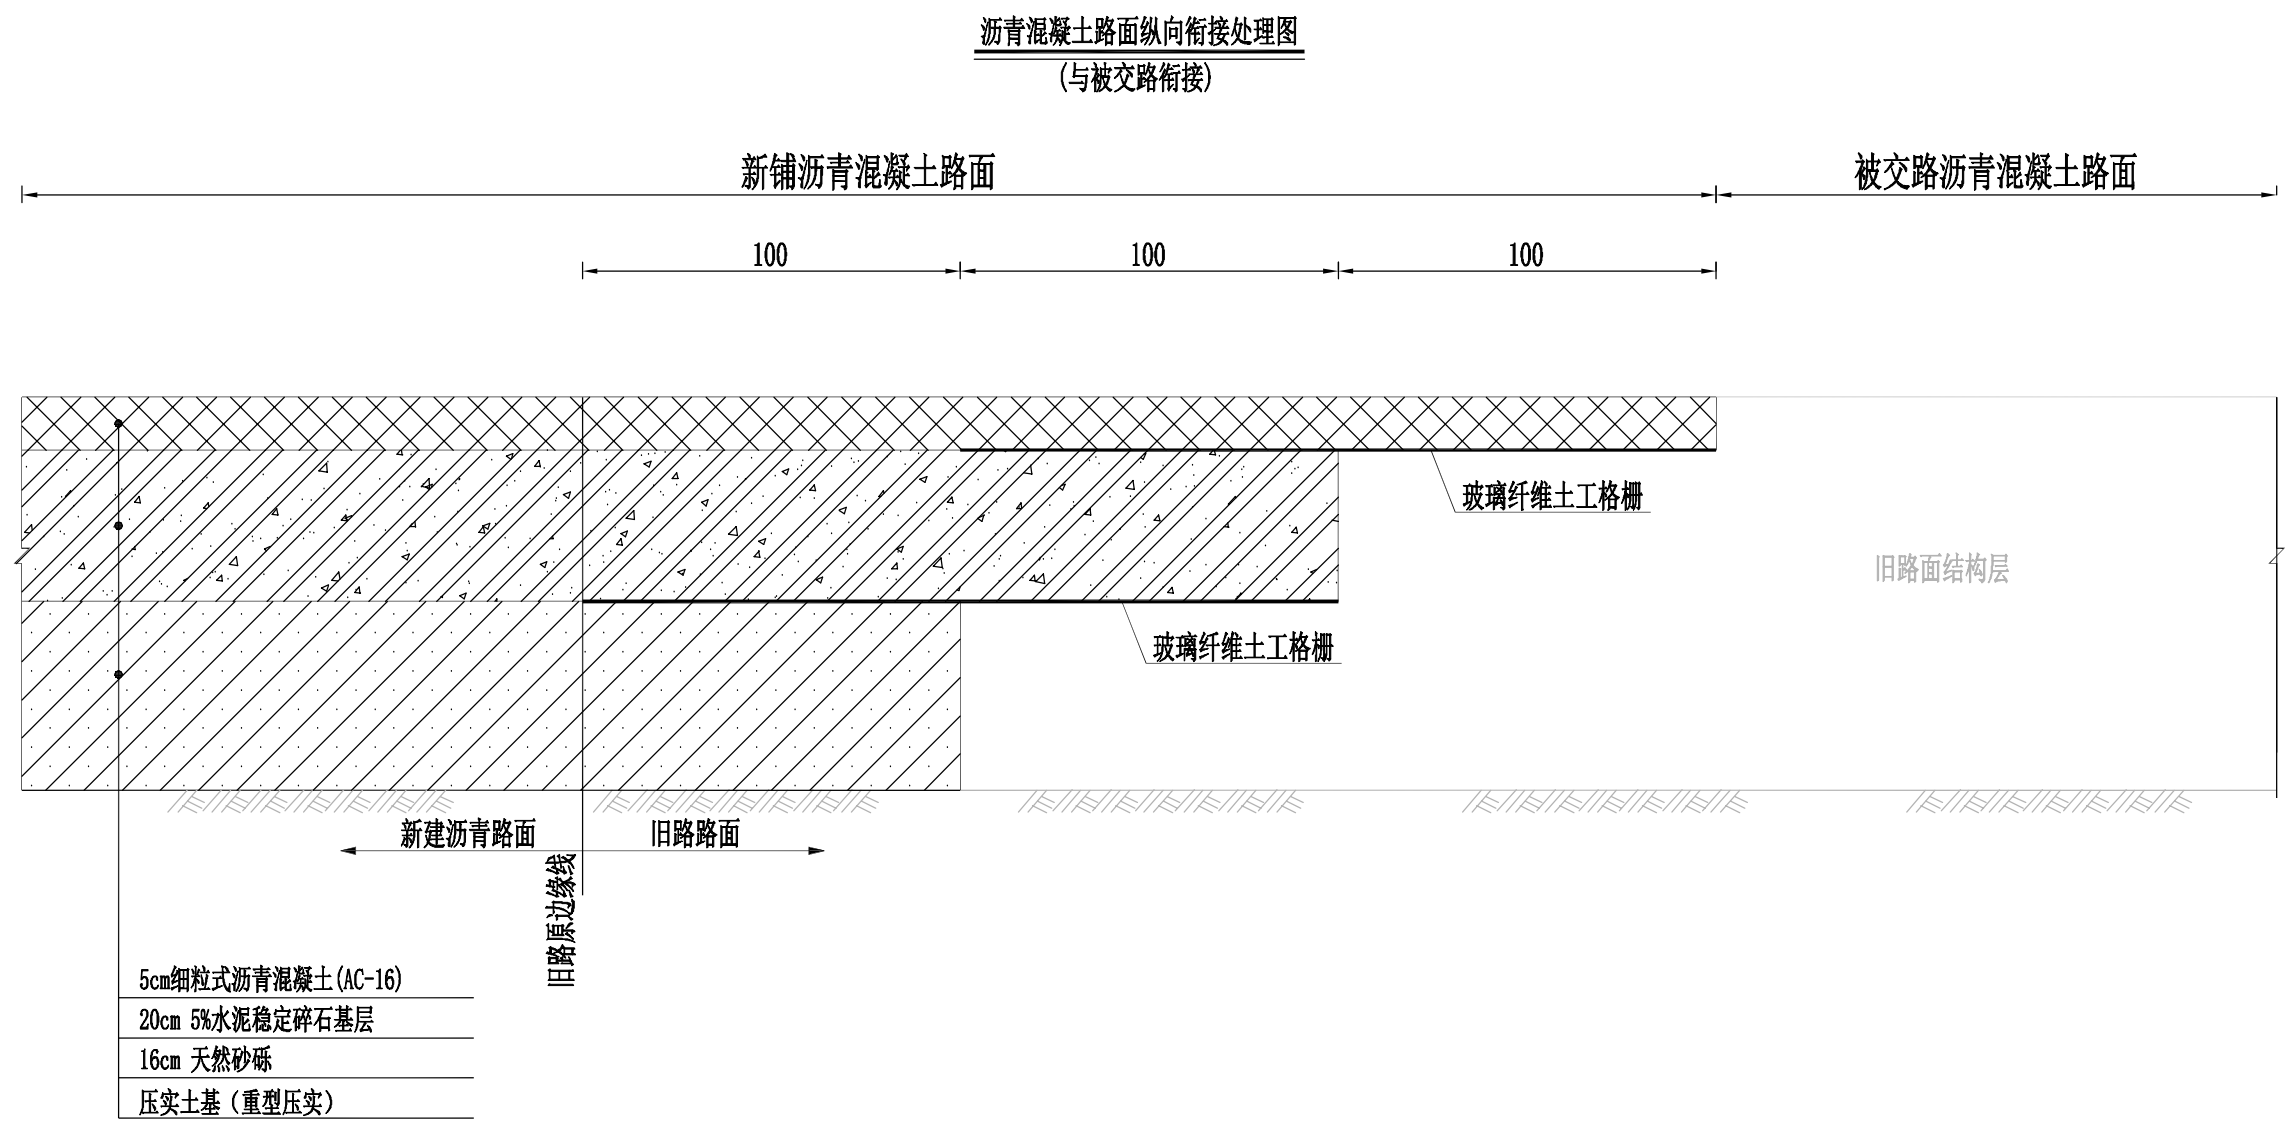 沥青混凝土路面纵向衔接处理图
(与被交路衔接)
新铺沥青混凝土路面
被交路沥青混凝土路面
100
100
100
玻璃纤维土工格栅
旧路面结构层
玻璃纤维土工格栅
新建沥青路面
旧路路面
旧路原边缘线
5cm细粒式沥青混凝土(AC-16)
20cm 5%水泥稳定碎石基层
16cm 天然砂砾
压实土基（重型压实）